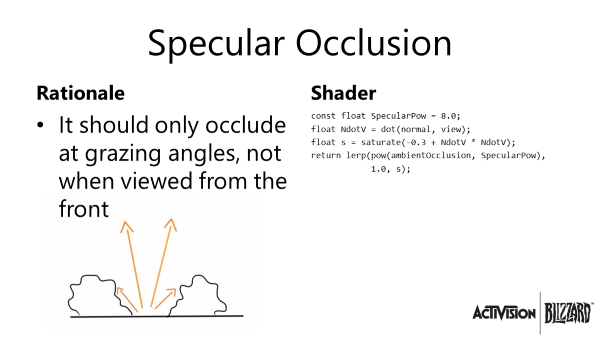 Specular Occlusion
Rationale
• It should only occlude
at grazing angles, not
when viewed from the
front
Shader
const float SpecularPow = 8.0;
float NdotV = dot(normal, view);
float s = saturate(-0.3 + NdotV * NdotV);
return lerp(pow(ambientOcclusion, SpecularPow),
1.0, s);
ACTIVISION BLIZZARD